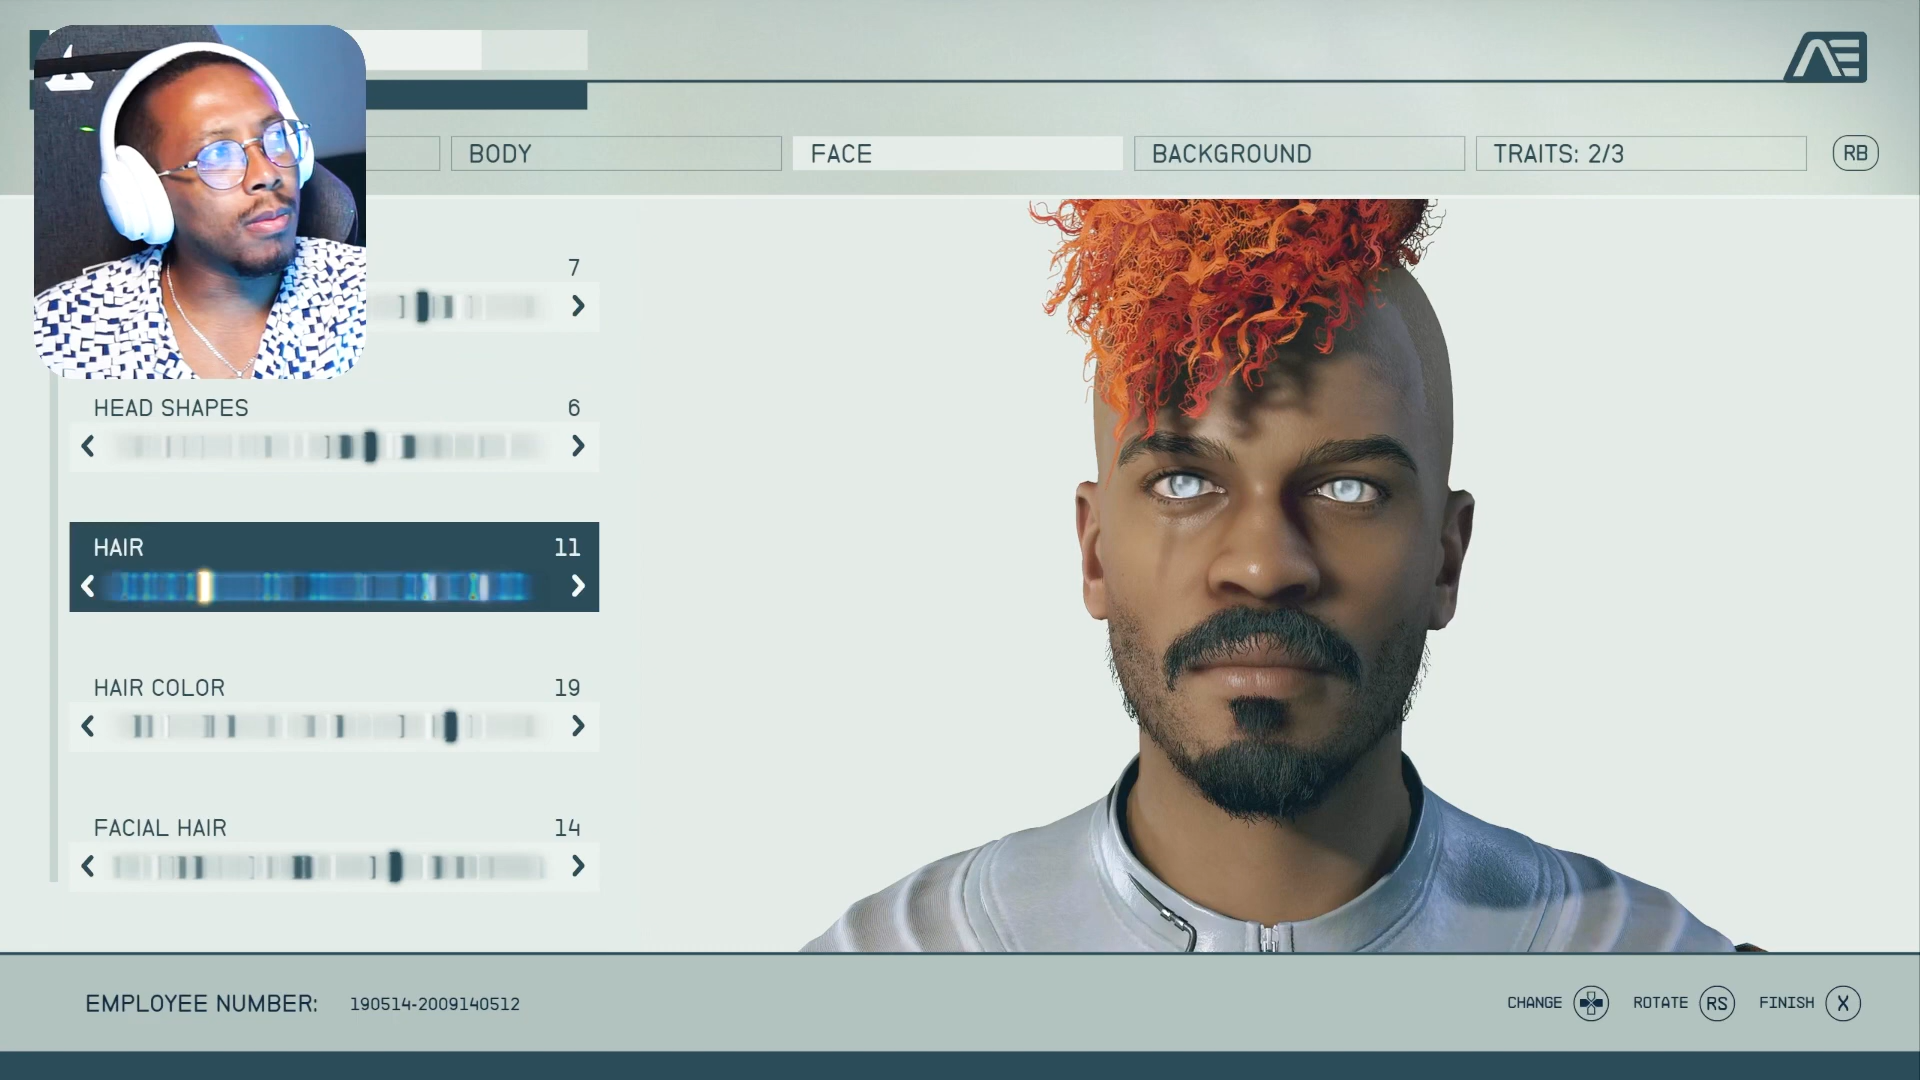 AE
BODY
FACE
BACKGROUND
TRAITS: 2/3
RB
7
HEAD SHAPES
6
HAIR
11
HAIR COLOR
19
FACIAL HAIR
14
EMPLOYEE NUMBER:
190514-2009140512
CHANGE
ROTATE
RS
FINISH
X